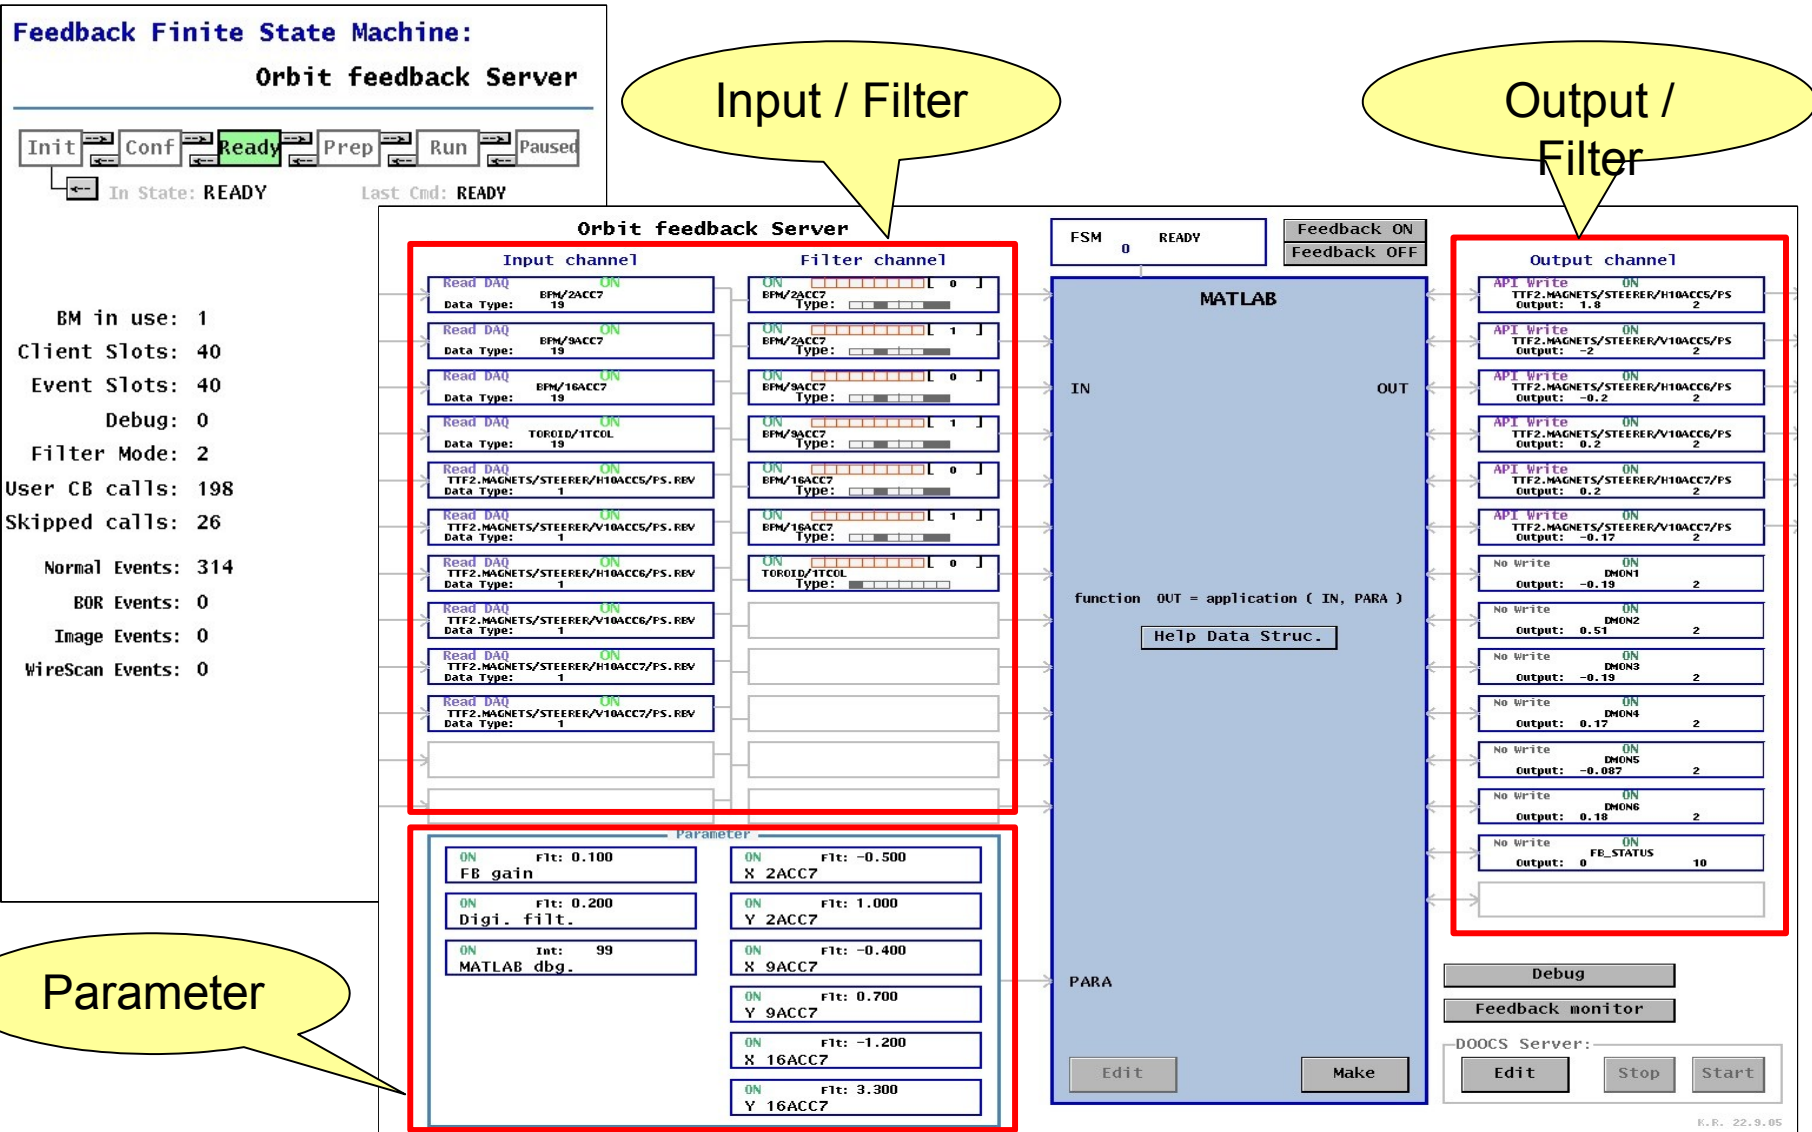 Feedback Finite State Machine:
Orbit feedback Server
Init
Conf
Ready
Prep
Run
Paused
In State: READY
Last Cmd: READY
BM in use: 1
Client Slots: 40
Event Slots: 40
Debug: 0
Filter Mode: 2
User CB calls: 198
Skipped calls: 26
Normal Events: 314
BOR Events: 0
Image Events: 0
WireScan Events: 0
Input / Filter
Output /
Filter
Parameter
Orbit feedback Server
Input channel
Read DAQ ON
BPM/2ACC7
Data Type: 19
Read DAQ ON
BPM/9ACC7
Data Type: 19
Read DAQ ON
BPM/16ACC7
Data Type: 19
Read DAQ ON
TOROID/1TCOL
Data Type: 19
Read DAQ ON
TTF2.MAGNETS/STEERER/H10ACC5/PS.RBV
Data Type: 1
Read DAQ ON
TTF2.MAGNETS/STEERER/V10ACC5/PS.RBV
Data Type: 1
Read DAQ ON
TTF2.MAGNETS/STEERER/H10ACC6/PS.RBV
Data Type: 1
Read DAQ ON
TTF2.MAGNETS/STEERER/V10ACC6/PS.RBV
Data Type: 1
Read DAQ ON
TTF2.MAGNETS/STEERER/H10ACC7/PS.RBV
Data Type: 1
Read DAQ ON
TTF2.MAGNETS/STEERER/V10ACC7/PS.RBV
Data Type: 1
Filter channel
ON [ 0 ]
BPM/2ACC7
Type:
ON [ 1 ]
BPM/2ACC7
Type:
ON [ 0 ]
BPM/9ACC7
Type:
ON [ 1 ]
BPM/9ACC7
Type:
ON [ 0 ]
BPM/16ACC7
Type:
ON [ 1 ]
BPM/16ACC7
Type:
ON [ 0 ]
TOROID/1TCOL
Type:
Parameter
ON Flt: 0.100
FB gain
ON Flt: 0.200
Digi. filt.
ON Int: 99
MATLAB dbg.
ON Flt: -0.500
X 2ACC7
ON Flt: 1.000
Y 2ACC7
ON Flt: -0.400
X 9ACC7
ON Flt: 0.700
Y 9ACC7
ON Flt: -1.200
X 16ACC7
ON Flt: 3.300
Y 16ACC7
FSM READY
0
Feedback ON
Feedback OFF
MATLAB
IN OUT
function OUT = application ( IN, PARA )
Help Data Struc.
PARA
Edit
Make
Output channel
API Write ON
TTF2.MAGNETS/STEERER/H10ACC5/PS
Output: 1.8 2
API Write ON
TTF2.MAGNETS/STEERER/V10ACC5/PS
Output: -2 2
API Write ON
TTF2.MAGNETS/STEERER/H10ACC6/PS
Output: -0.2 2
API Write ON
TTF2.MAGNETS/STEERER/V10ACC6/PS
Output: 0.2 2
API Write ON
TTF2.MAGNETS/STEERER/H10ACC7/PS
Output: 0.2 2
API Write ON
TTF2.MAGNETS/STEERER/V10ACC7/PS
Output: -0.17 2
No Write ON
DMON1
Output: -0.19 2
No Write ON
DMON2
Output: 0.51 2
No Write ON
DMON3
Output: -0.19 2
No Write ON
DMON4
Output: 0.17 2
No Write ON
DMON5
Output: -0.087 2
No Write ON
DMON6
Output: 0.18 2
No Write ON
FB_STATUS
Output: 0 10
Debug
Feedback monitor
DOOCS Server:
Edit
Stop
Start
K.R. 22.9.05